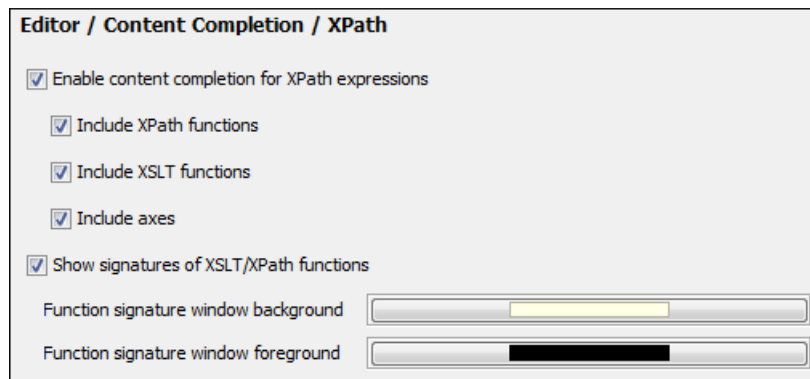 Editor / Content Completion / XPath
Enable content completion for XPath expressions
Include XPath functions
Include XSLT functions
Include axes
Show signatures of XSLT/XPath functions
Function signature window background
Function signature window foreground